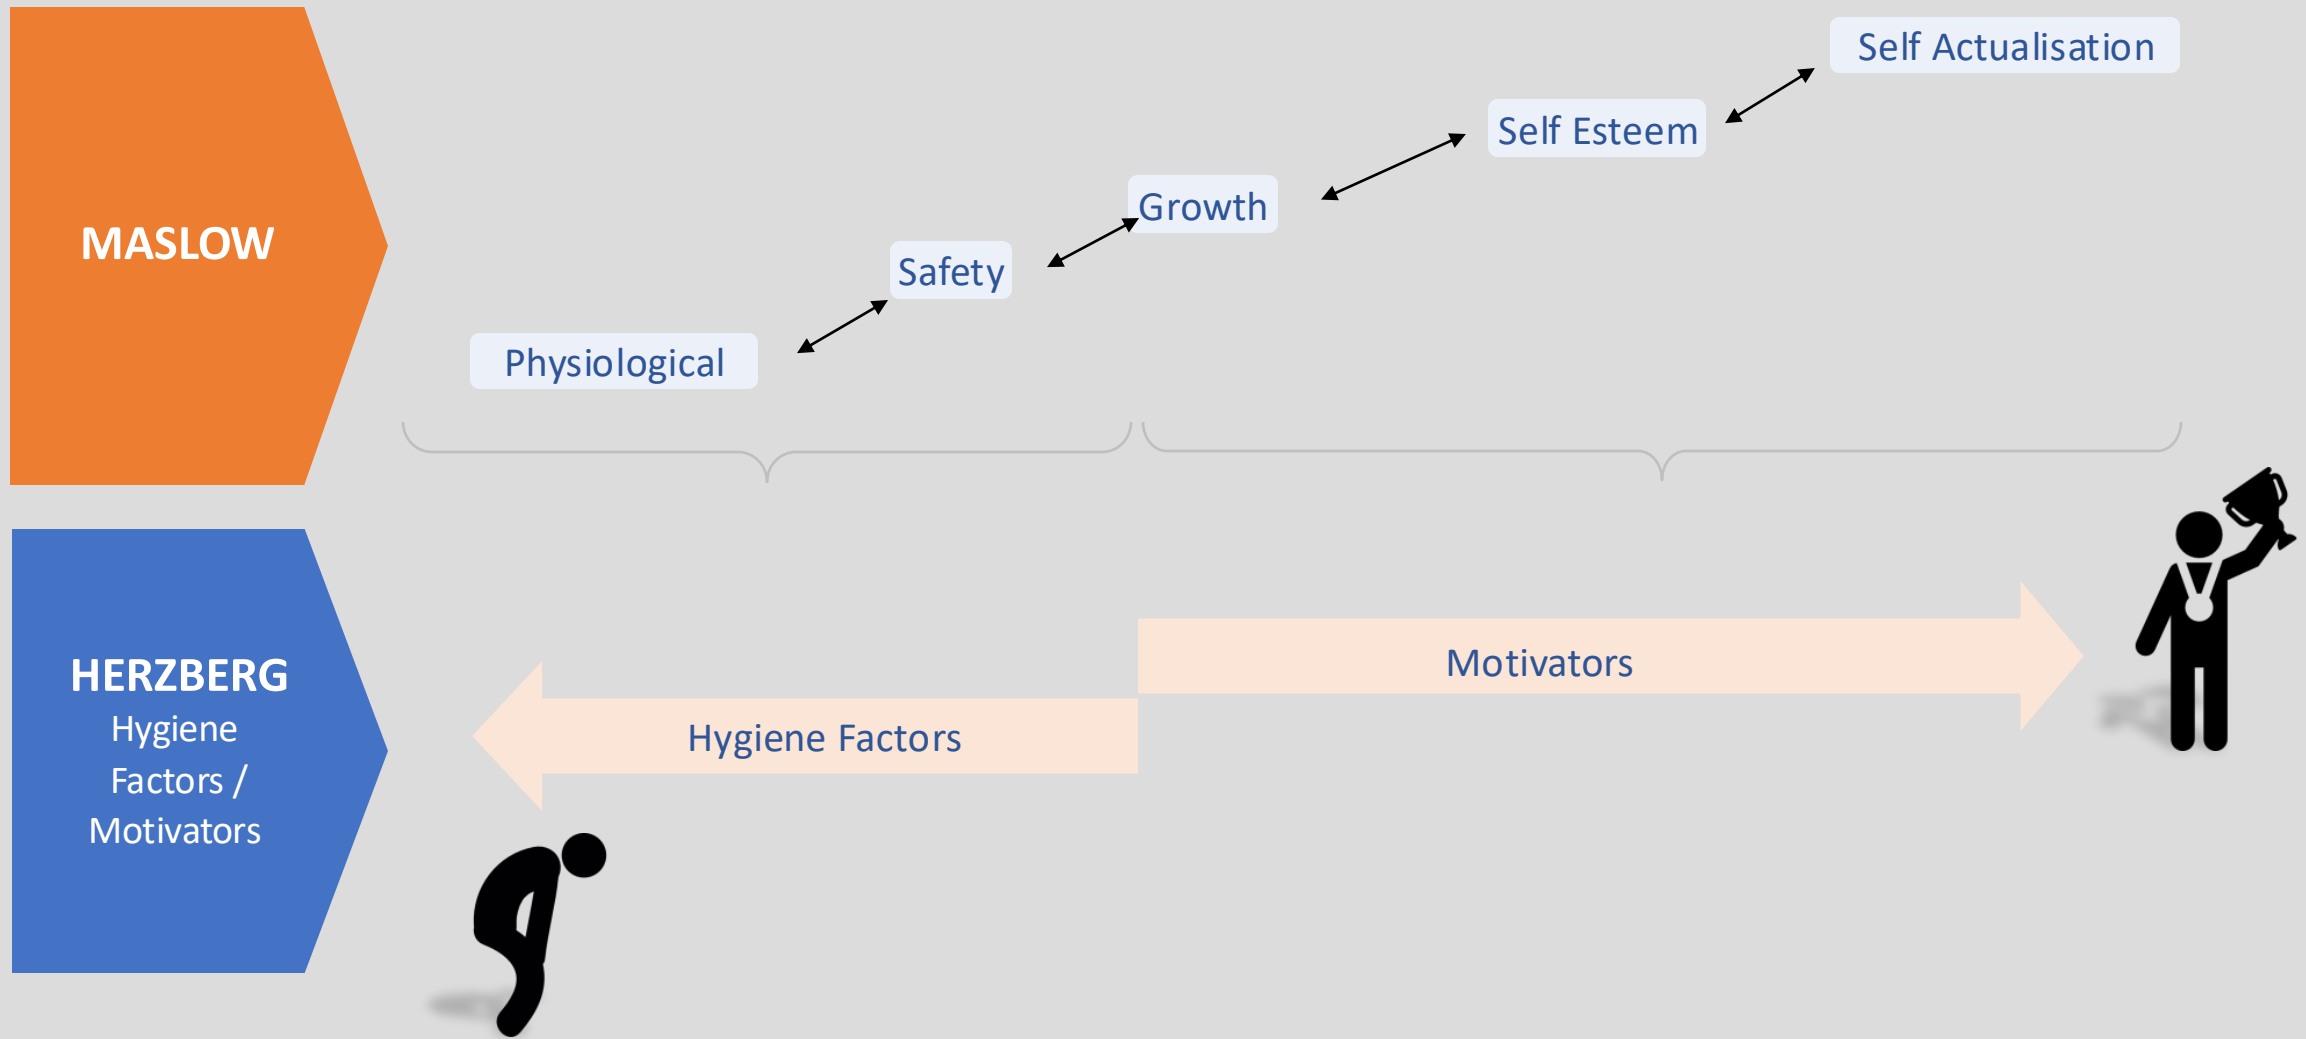 MASLOW
Self Actualisation
Self Esteem
Growth
Safety
Physiological
HERZBERG
Hygiene
Factors /
Motivators
Motivators
Hygiene Factors